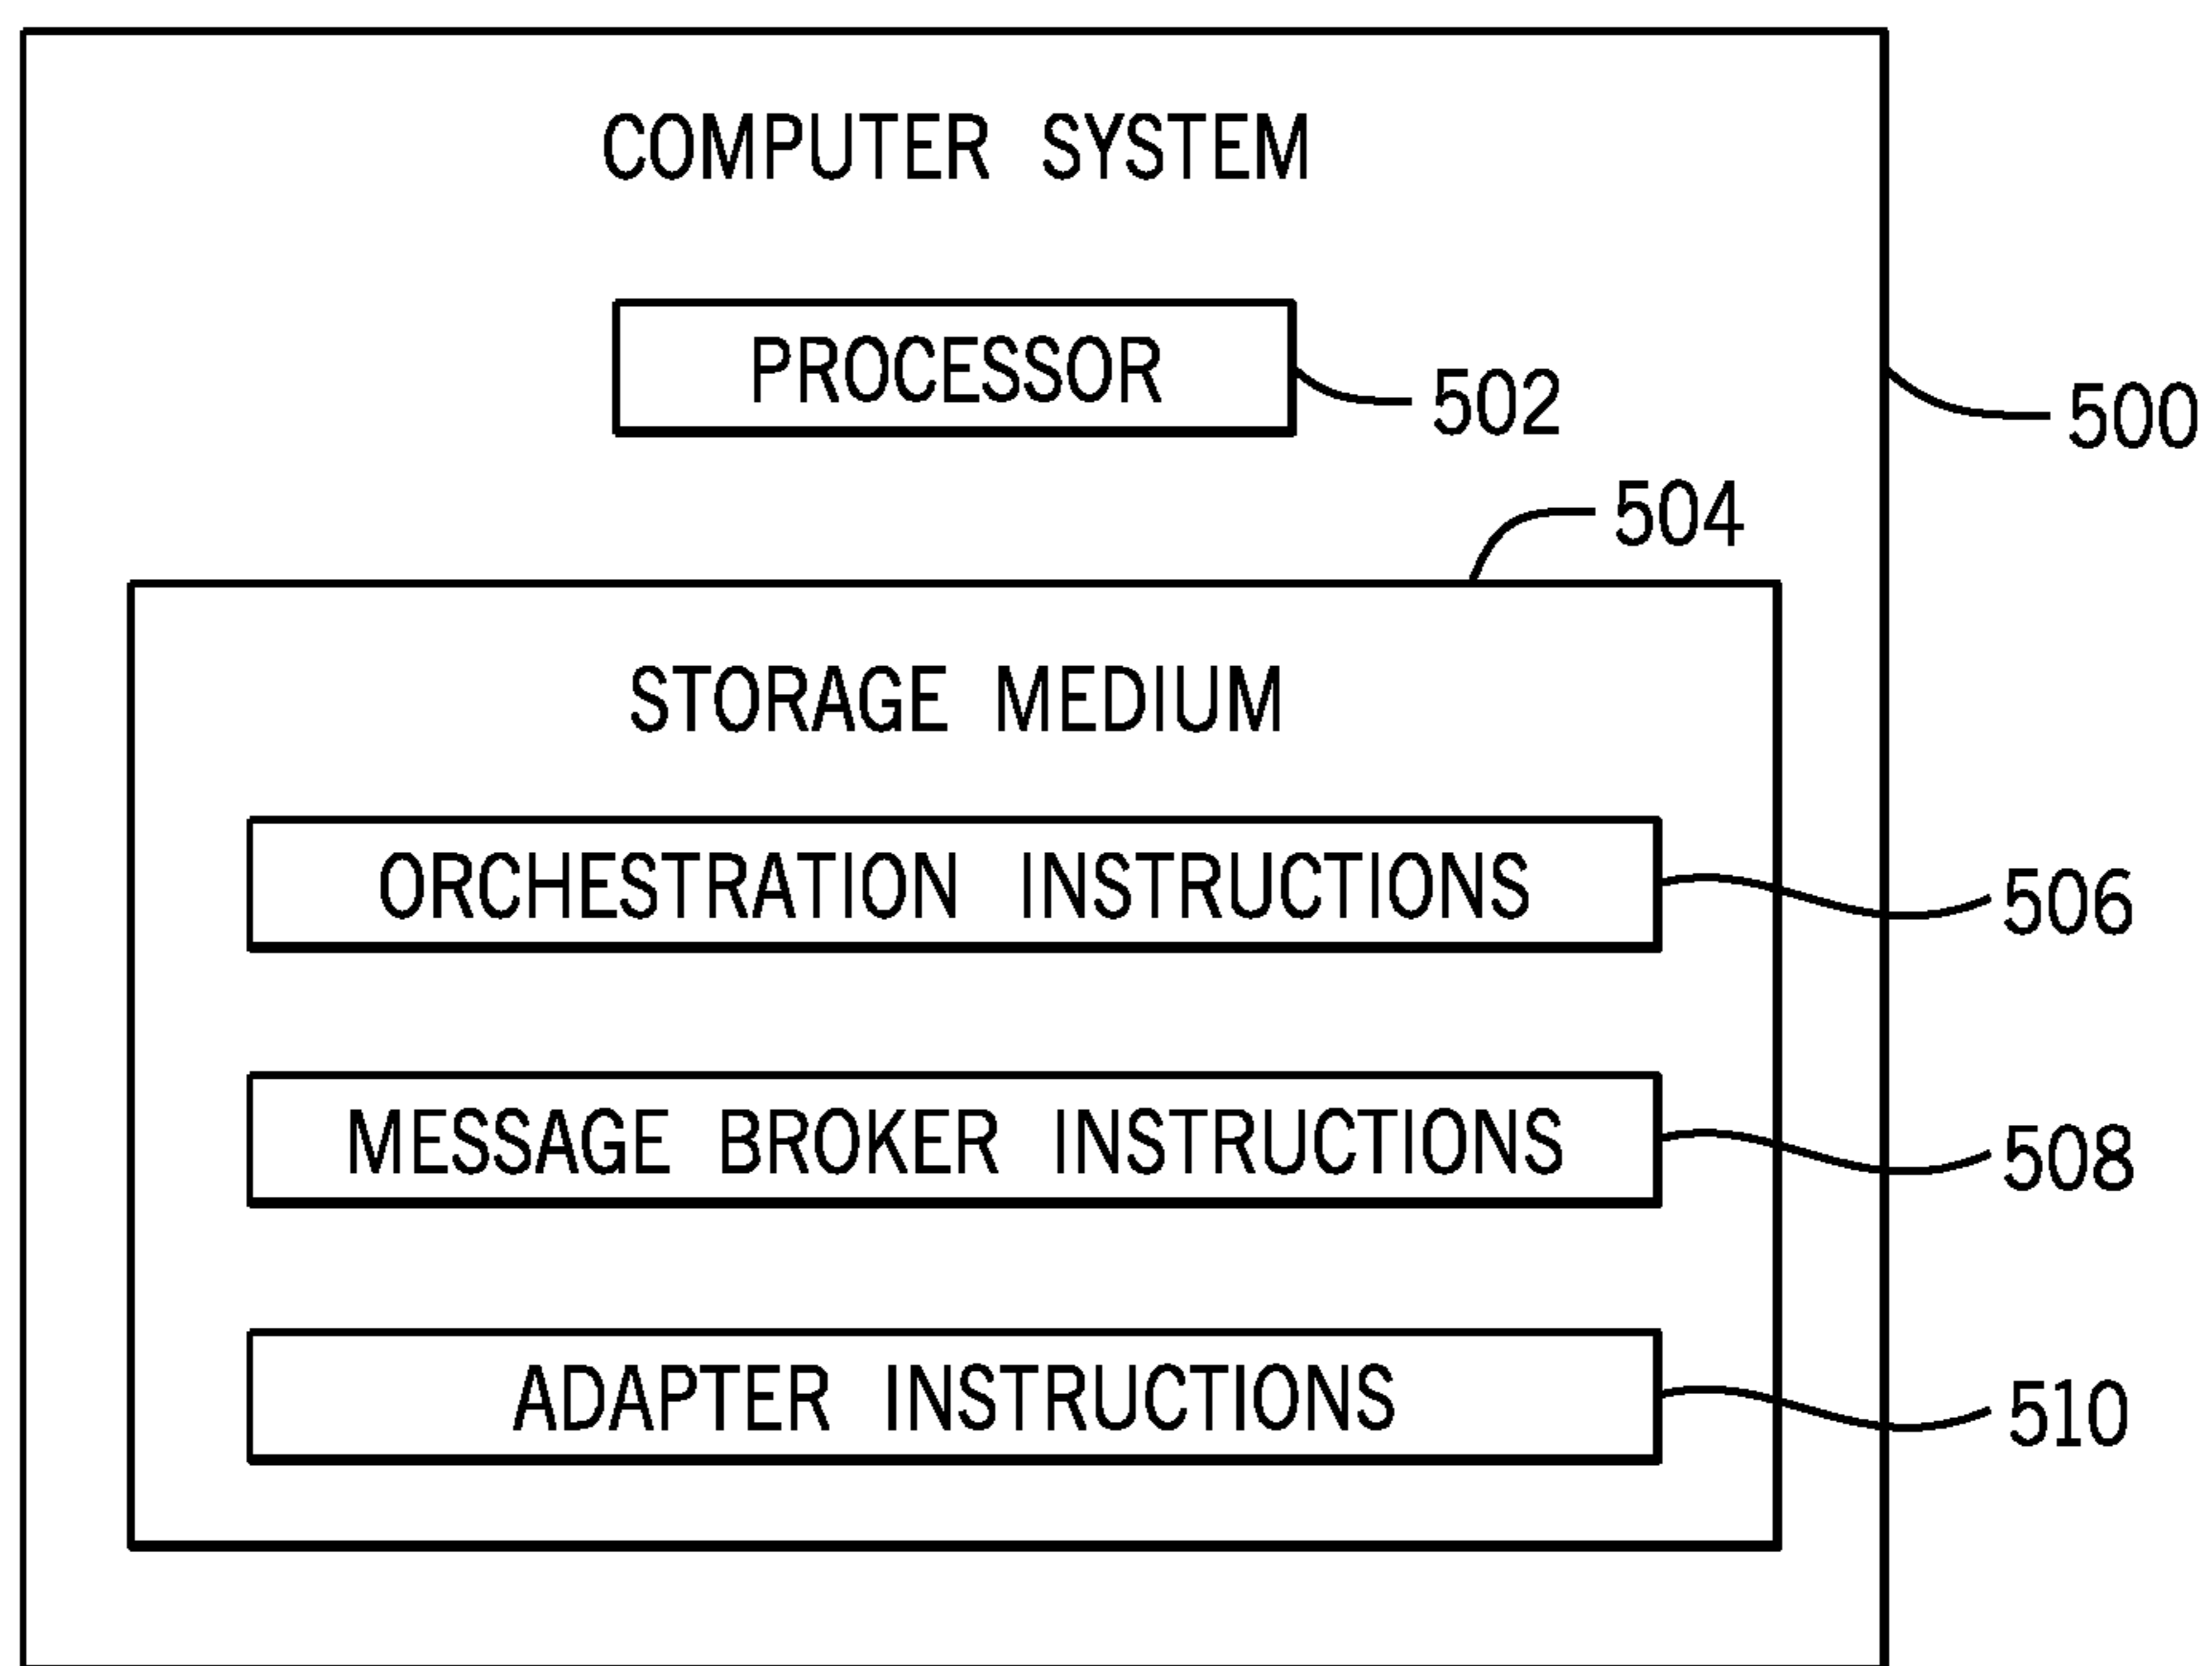 COMPUTER SYSTEM
PROCESSOR
502
500
504
STORAGE MEDIUM
ORCHESTRATION INSTRUCTIONS
506
MESSAGE BROKER INSTRUCTIONS
508
ADAPTER INSTRUCTIONS
510